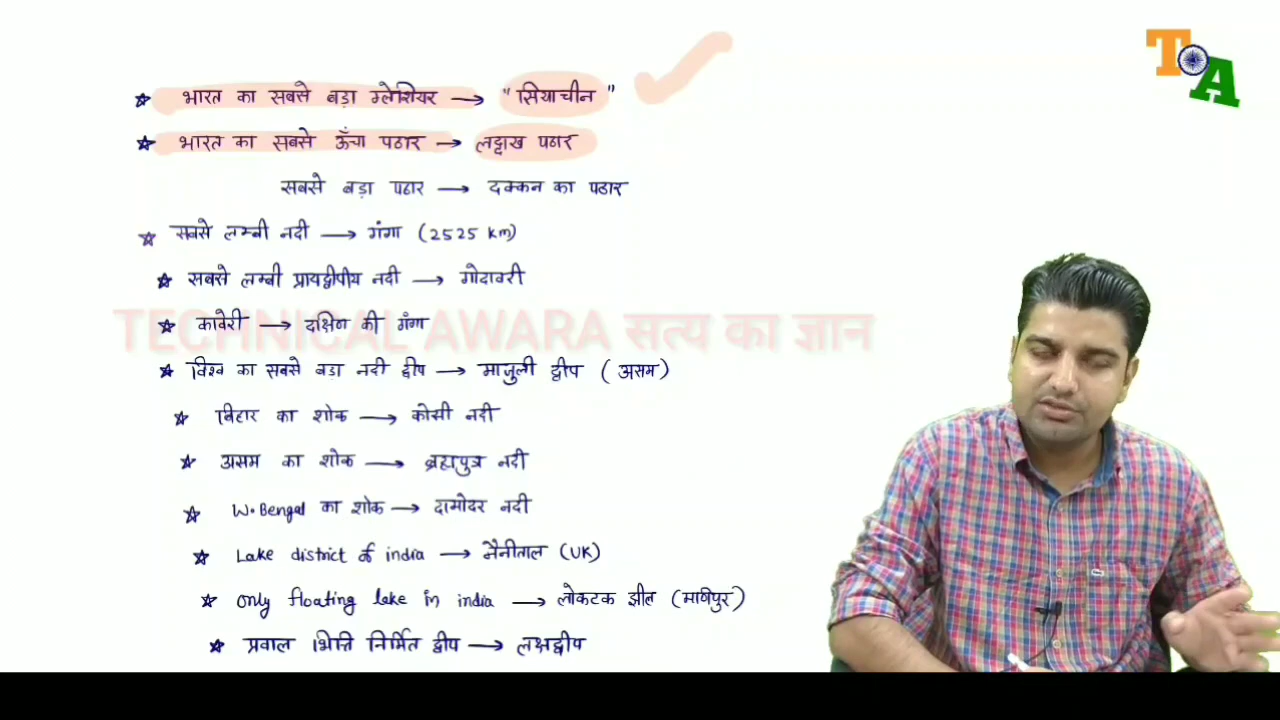 TA
★ भारत का सबसे बड़ा ग्लेशियर → "सियाचीन"
★ भारत का सबसे ऊँचा पठार → लद्दाख पठार
सबसे बड़ा पठार → दक्कन का पठार
★ सबसे लम्बी नदी → गंगा (2525 km)
★ सबसे लम्बी प्रायद्वीपीय नदी → गोदावरी
★ कावेरी → दक्षिण की गंगा
TECHNICAL AWARA सत्य का ज्ञान
★ विश्व का सबसे बड़ा नदी द्वीप → माजुली द्वीप (असम)
★ बिहार का शोक → कोसी नदी
★ असम का शोक → ब्रह्मपुत्र नदी
★ W.Bengal का शोक → दामोदर नदी
★ Lake district of india → नैनीताल (UK)
★ only floating lake in india → लोकटक झील (मणिपुर)
★ प्रवाल भित्ति निर्मित द्वीप → लक्षद्वीप